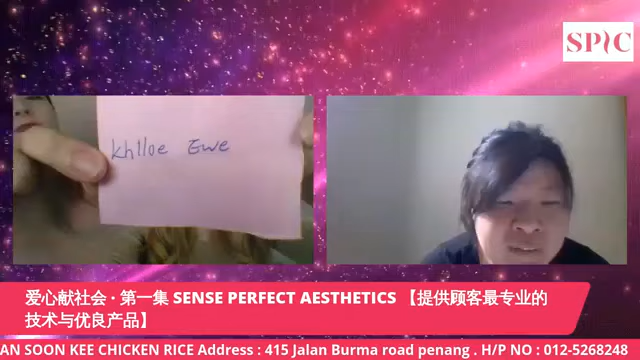 SPIC
Khlloe Ewe
爱心献社会 · 第一集 SENSE PERFECT AESTHETICS 【提供顾客最专业的
技术与优良产品】
AN SOON KEE CHICKEN RICE Address : 415 Jalan Burma road penang . H/P NO : 012-5268248